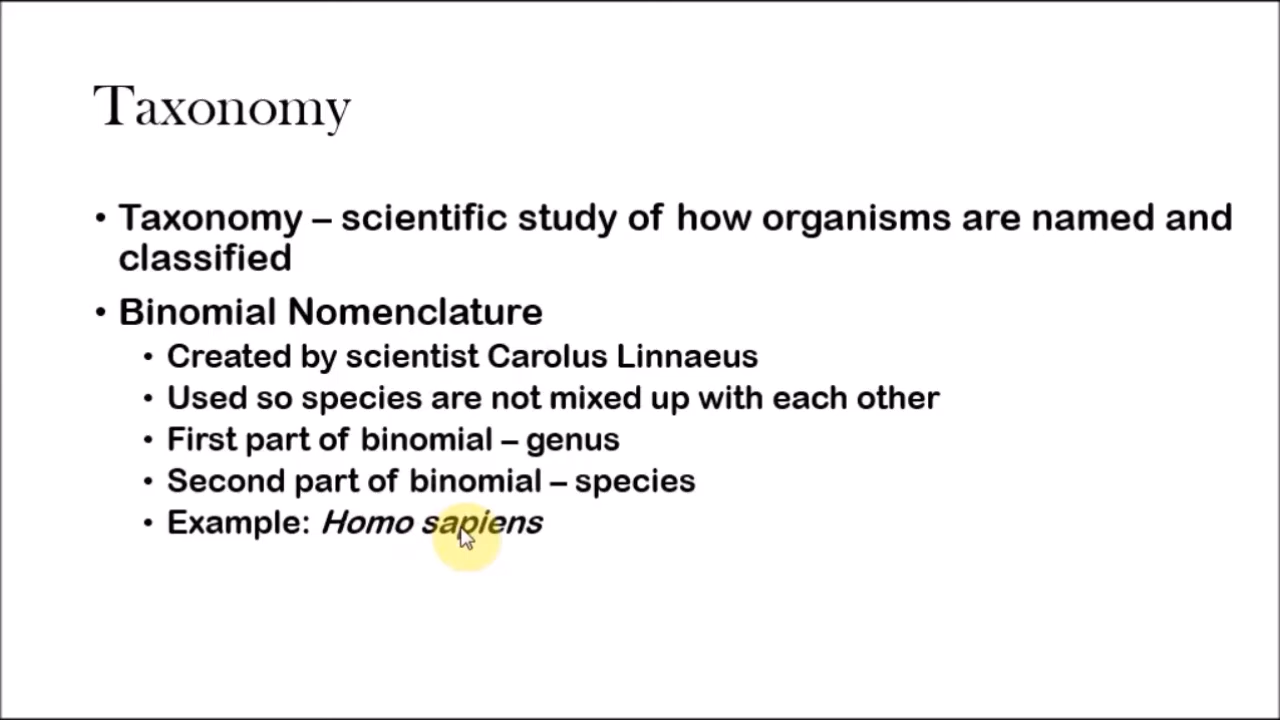 Taxonomy
• Taxonomy – scientific study of how organisms are named and
classified
• Binomial Nomenclature
• Created by scientist Carolus Linnaeus
• Used so species are not mixed up with each other
• First part of binomial – genus
• Second part of binomial – species
• Example: Homo sapiens